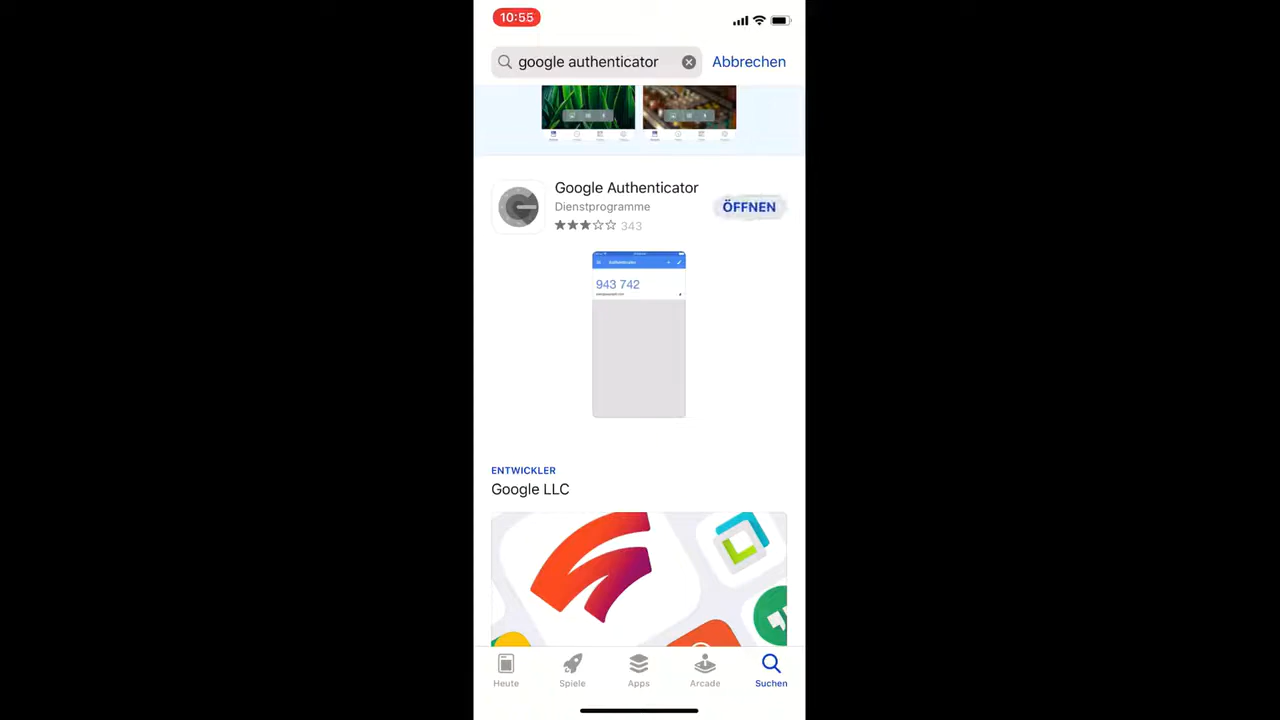 10:55
google authenticator
Abbrechen
Google Authenticator
Dienstprogramme
343
ÖFFNEN
Authenticator
943 742
ENTWICKLER
Google LLC
Heute
Spiele
Apps
Arcade
Suchen